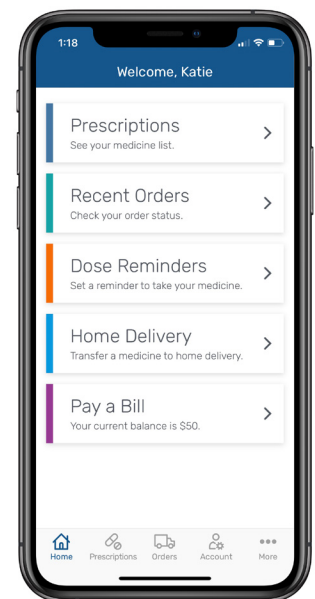 1:18
Welcome, Katie
Prescriptions
See your medicine list.
Recent Orders
Check your order status.
Dose Reminders
Set a reminder to take your medicine.
Home Delivery
Transfer a medicine to home delivery.
Pay a Bill
Your current balance is $50.
Home Prescriptions Orders Account More